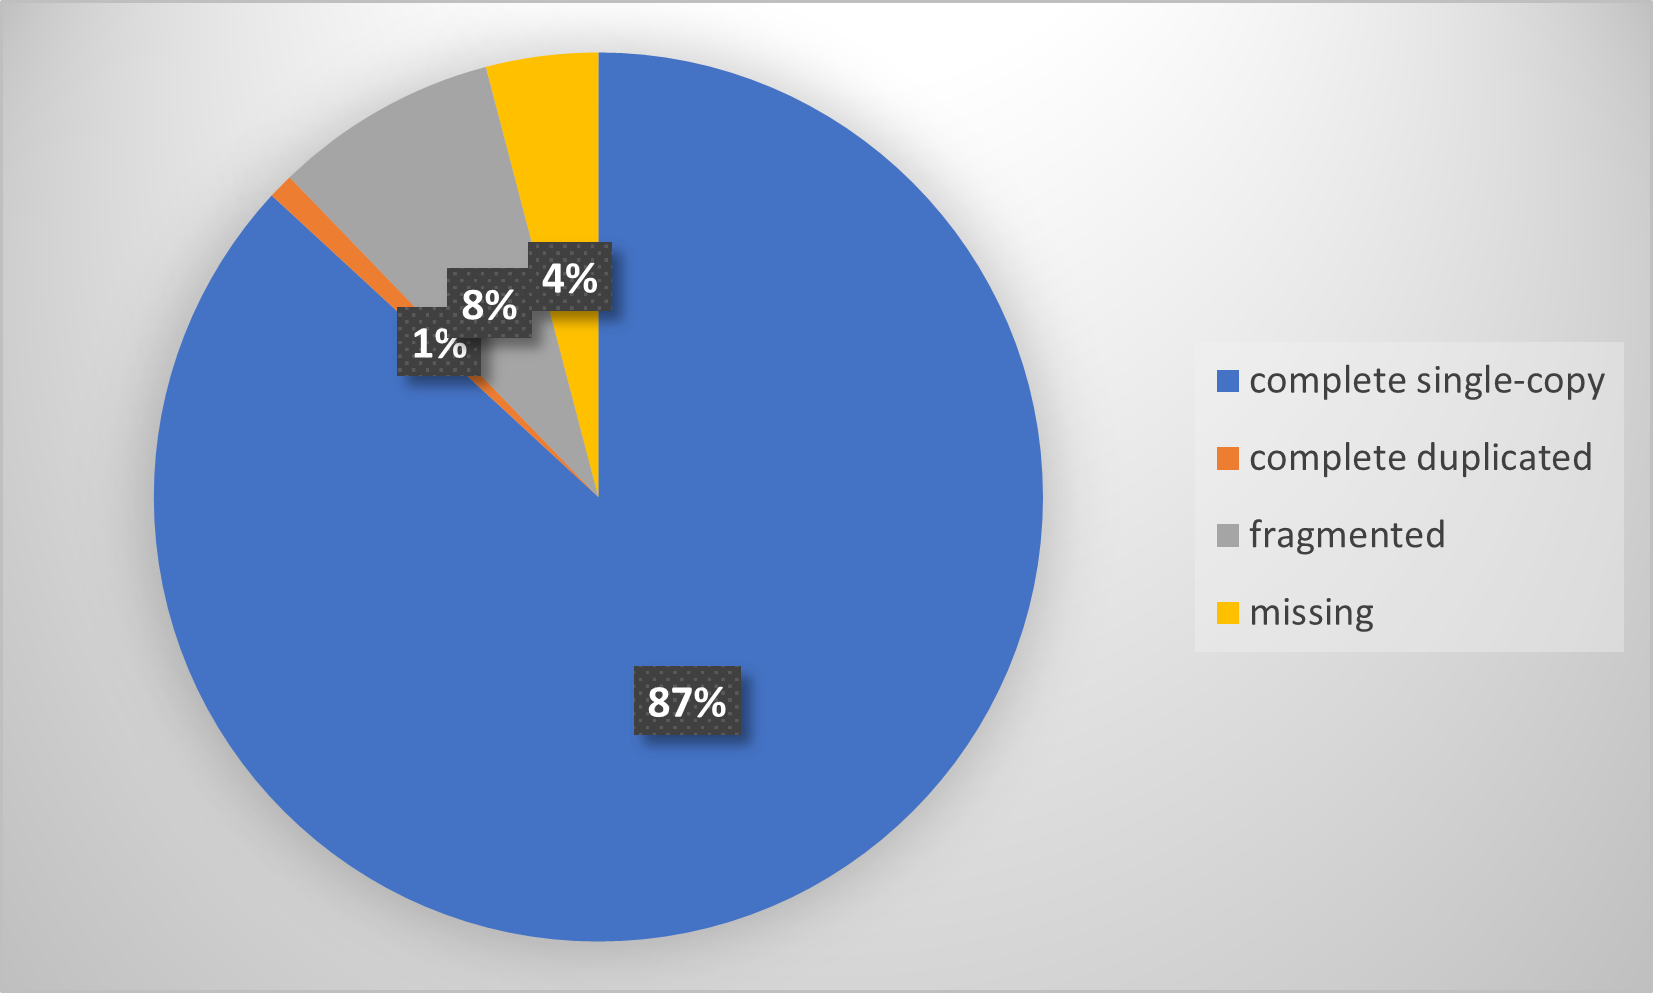 4%
8%
1%
87%
complete single-copy
complete duplicated
fragmented
missing